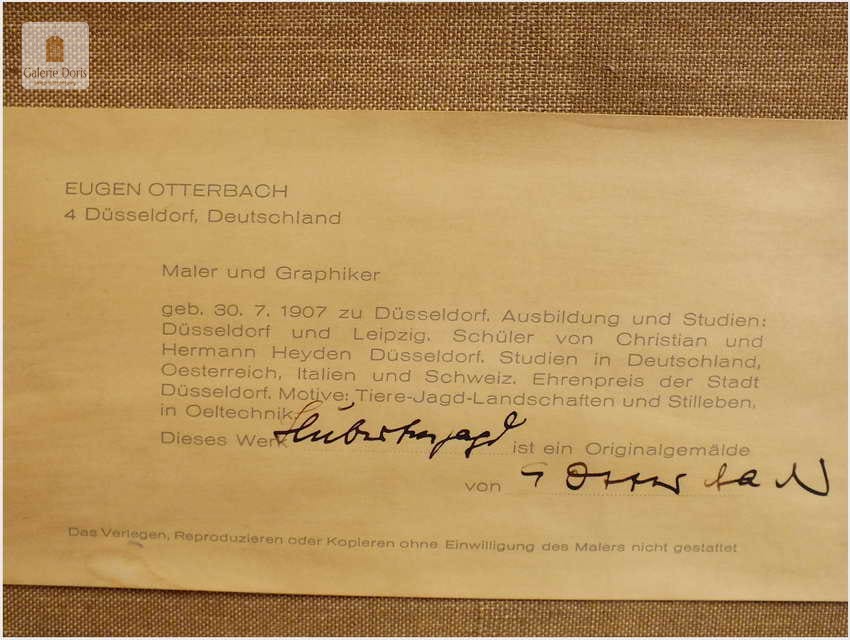 Galerie Doris
EUGEN OTTERBACH
4 Düsseldorf, Deutschland
Maler und Graphiker
geb. 30. 7. 1907 zu Düsseldorf. Ausbildung und Studien:
Düsseldorf und Leipzig. Schüler von Christian und
Hermann Heyden Düsseldorf. Studien in Deutschland,
Oesterreich, Italien und Schweiz. Ehrenpreis der Stadt
Düsseldorf. Motive: Tiere-Jagd-Landschaften und Stilleben,
in Oeltechnik.
Dieses Werk Hubertusjagd ist ein Originalgemälde
von E Otterbach
Das Verlegen, Reproduzieren oder Kopieren ohne Einwilligung des Malers nicht gestattet